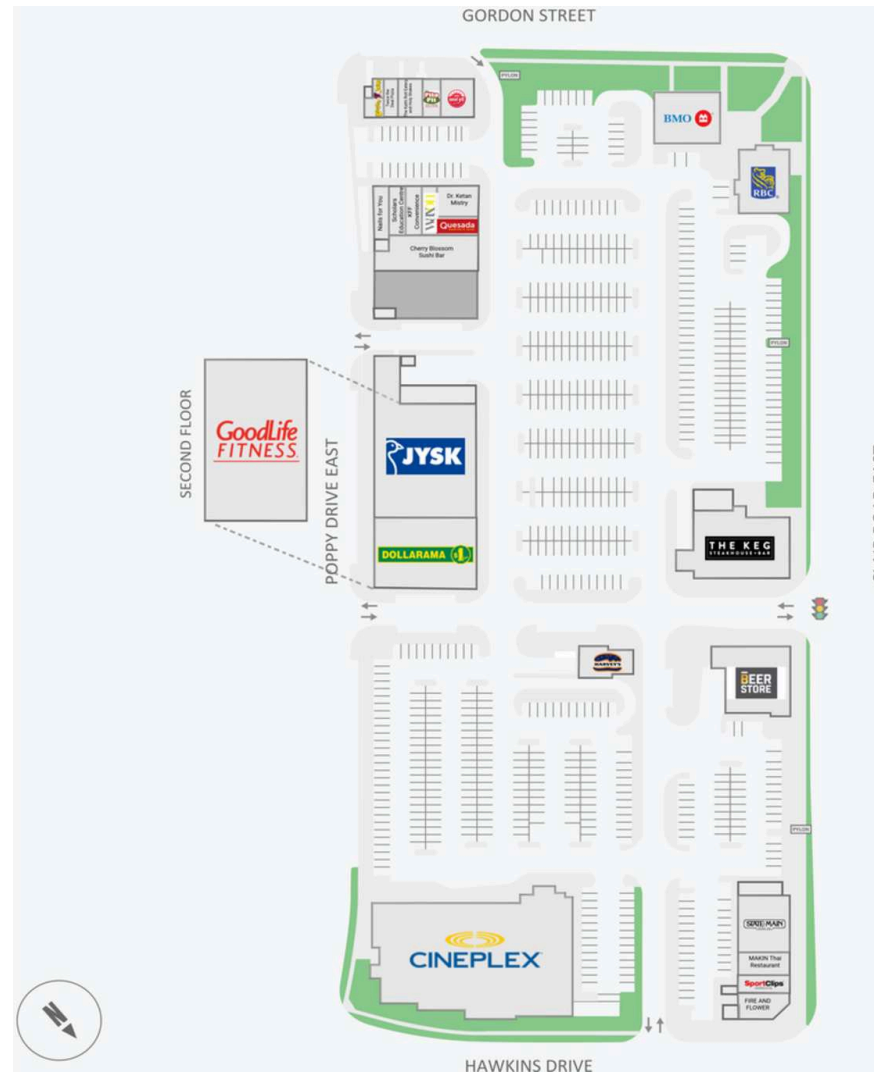 GORDON STREET
PYLON
BMO
RBC
Nails for You
Scholars
Education Centre
KFF
Convenience
Dr. Ketan
Mistry
Quesada
Cherry Blossom
Sushi Bar
PYLON
SECOND FLOOR
GoodLife
FITNESS
POPPY DRIVE EAST
JYSK
DOLLARAMA
THE KEG
STEAKHOUSE + BAR
HARVEY'S
BEER
STORE
PYLON
CINEPLEX
STATE & MAIN
MAKIN Thai
Restaurant
SportClips
FIRE AND
FLOWER
N
HAWKINS DRIVE